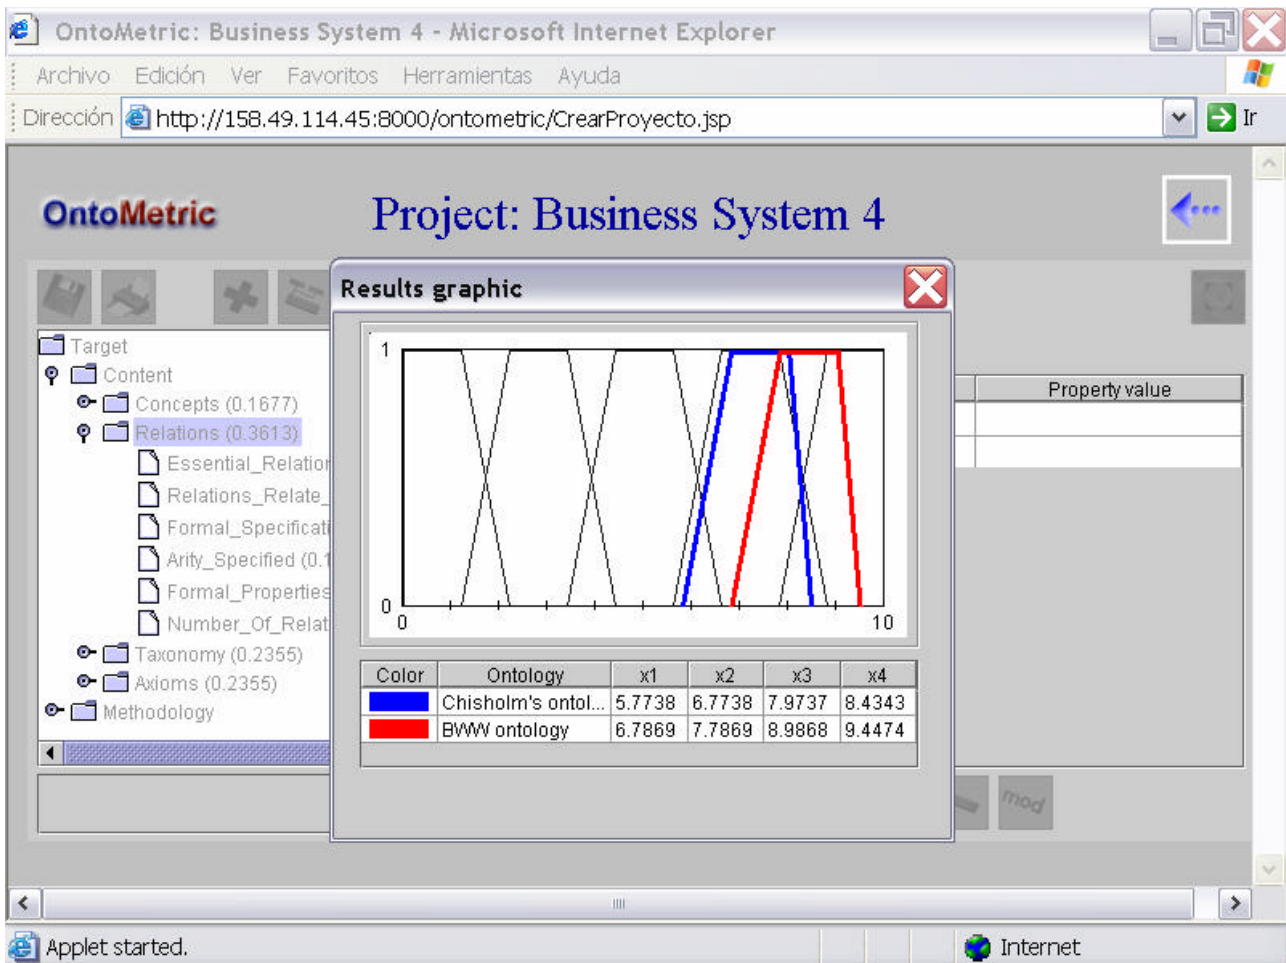 OntoMetric: Business System 4 - Microsoft Internet Explorer
Archivo Edición Ver Favoritos Herramientas Ayuda
Dirección http://158.49.114.45:8000/ontometric/CrearProyecto.jsp Ir
OntoMetric Project: Business System 4
Results graphic
Target
Content
Concepts (0.1677)
Relations (0.3613)
Essential_Relation
Relations_Relate_
Formal_Specificati
Arity_Specified (0.1
Formal_Properties
Number_Of_Relat
Taxonomy (0.2355)
Axioms (0.2355)
Methodology
Property value
1
0
0 10
Color Ontology x1 x2 x3 x4
Chisholm's ontol... 5.7738 6.7738 7.9737 8.4343
BWW ontology 6.7869 7.7869 8.9868 9.4474
mod
Applet started. Internet